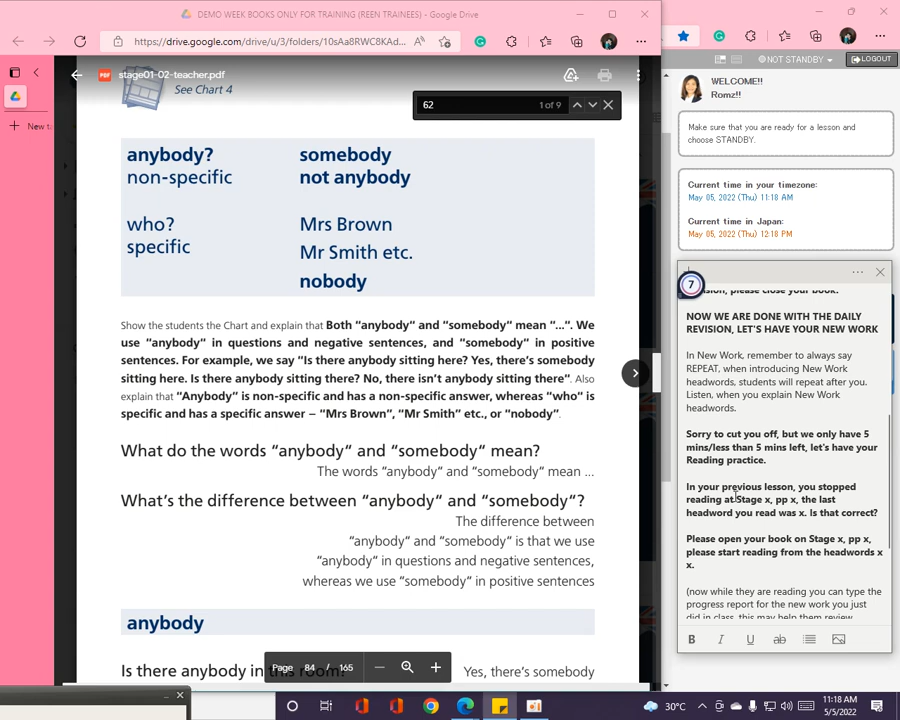 DEMO WEEK BOOKS ONLY FOR TRAINING (REEN TRAINEES) - Google Drive
https://drive.google.com/drive/u/3/folders/10sAa8RWC8KAd...
New t
stage01-02-teacher.pdf
See Chart 4
62
1 of 9
anybody? somebody
non-specific not anybody
who? Mrs Brown
specific Mr Smith etc.
nobody
Show the students the Chart and explain that Both "anybody" and "somebody" mean "...". We
use "anybody" in questions and negative sentences, and "somebody" in positive
sentences. For example, we say "Is there anybody sitting here? Yes, there's somebody
sitting here. Is there anybody sitting there? No, there isn't anybody sitting there". Also
explain that "Anybody" is non-specific and has a non-specific answer, whereas "who" is
specific and has a specific answer – "Mrs Brown", "Mr Smith" etc., or "nobody".
What do the words "anybody" and "somebody" mean?
The words "anybody" and "somebody" mean ...
What's the difference between "anybody" and "somebody"?
The difference between
"anybody" and "somebody" is that we use
"anybody" in questions and negative sentences,
whereas we use "somebody" in positive sentences
anybody
Is there anybody in this room? Yes, there's somebody
Page 84 / 165
NOT STANDBY
LOGOUT
WELCOME!!
Romz!!
Make sure that you are ready for a lesson and
choose STANDBY.
Current time in your timezone:
May 05, 2022 (Thu) 11:18 AM
Current time in Japan:
May 05, 2022 (Thu) 12:18 PM
7
revision, please close your book.
NOW WE ARE DONE WITH THE DAILY
REVISION, LET'S HAVE YOUR NEW WORK
In New Work, remember to always say
REPEAT, when introducing New Work
headwords, students will repeat after you.
Listen, when you explain New Work
headwords.
Sorry to cut you off, but we only have 5
mins/less than 5 mins left, let's have your
Reading practice.
In your previous lesson, you stopped
reading at Stage x, pp x, the last
headword you read was x. Is that correct?
Please open your book on Stage x, pp x,
please start reading from the headwords x
x.
(now while they are reading you can type the
progress report for the new work you just
did in class, this may help them review
B I U ab
30°C
11:18 AM
5/5/2022